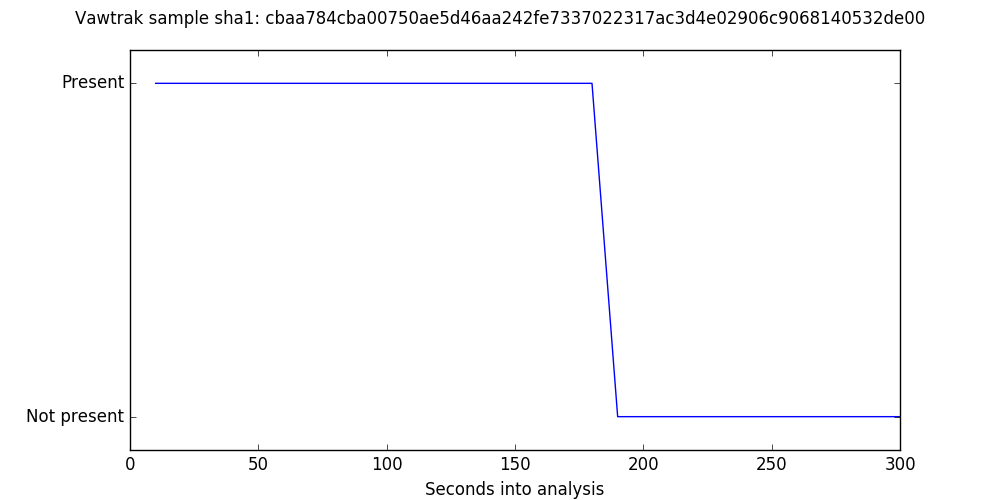 Vawtrak sample sha1: cbaa784cba00750ae5d46aa242fe7337022317ac3d4e02906c9068140532de00
Present
Not present
0 50 100 150 200 250 300
Seconds into analysis